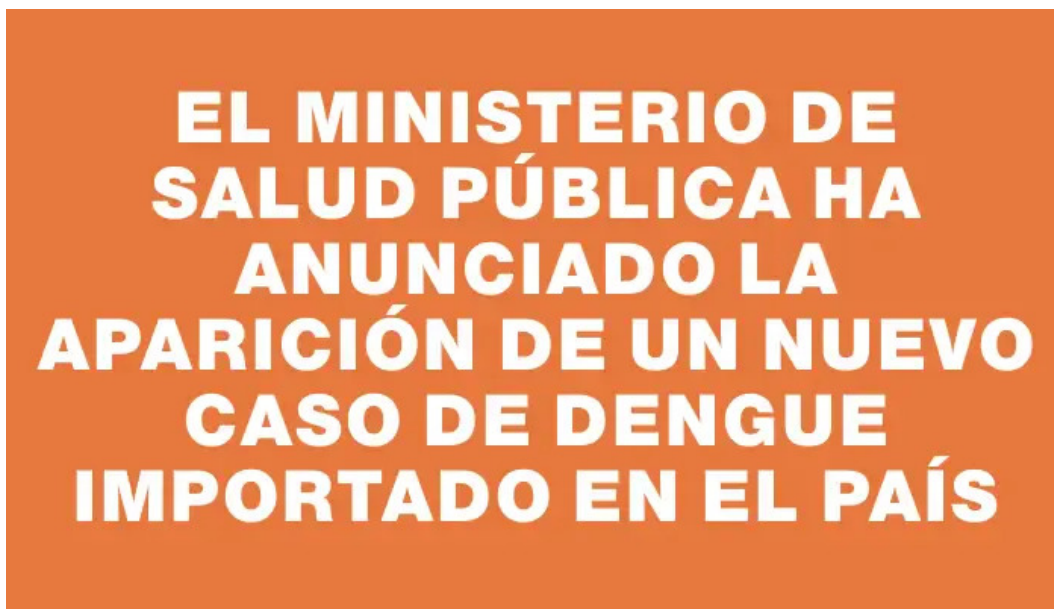 EL MINISTERIO DE
SALUD PÚBLICA HA
ANUNCIADO LA
APARICIÓN DE UN NUEVO
CASO DE DENGUE
IMPORTADO EN EL PAÍS